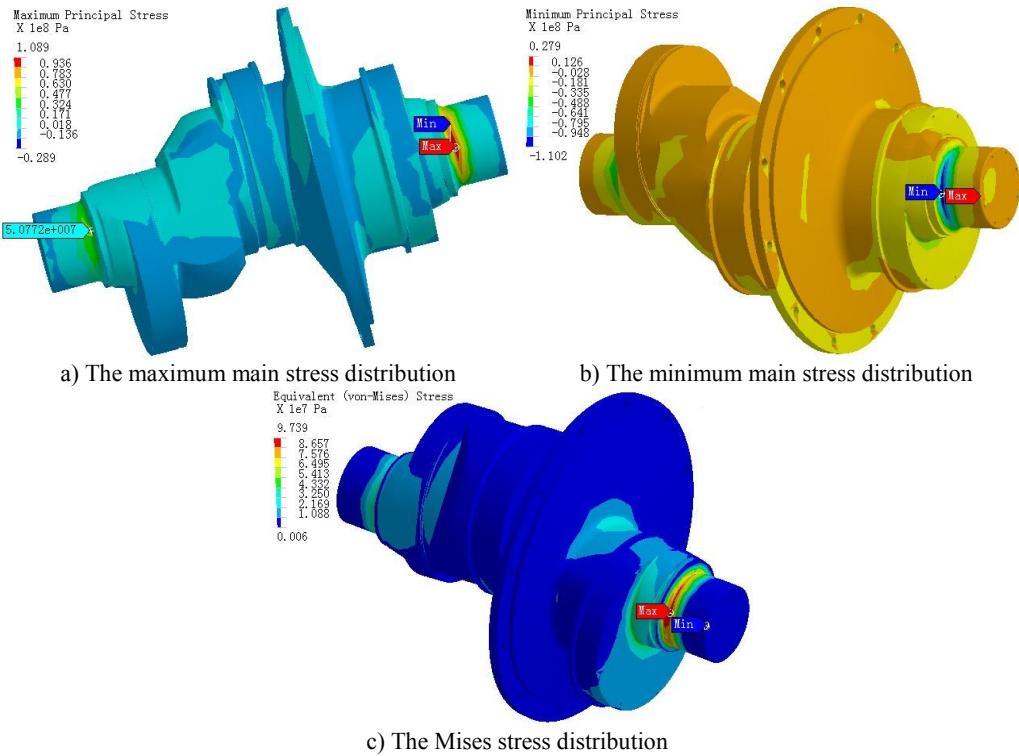 Maximum Principal Stress
X 1e8 Pa
1.089
0.936
0.783
0.630
0.477
0.324
0.171
0.018
-0.136
-0.289
Min
Max
5.0772e+007
a) The maximum main stress distribution
Minimum Principal Stress
X 1e8 Pa
0.279
0.126
-0.028
-0.181
-0.335
-0.488
-0.641
-0.795
-0.948
-1.102
Min
Max
b) The minimum main stress distribution
Equivalent (von-Mises) Stress
X 1e7 Pa
9.739
8.657
7.576
6.495
5.413
4.332
3.250
2.169
1.088
0.006
Max
Min
c) The Mises stress distribution